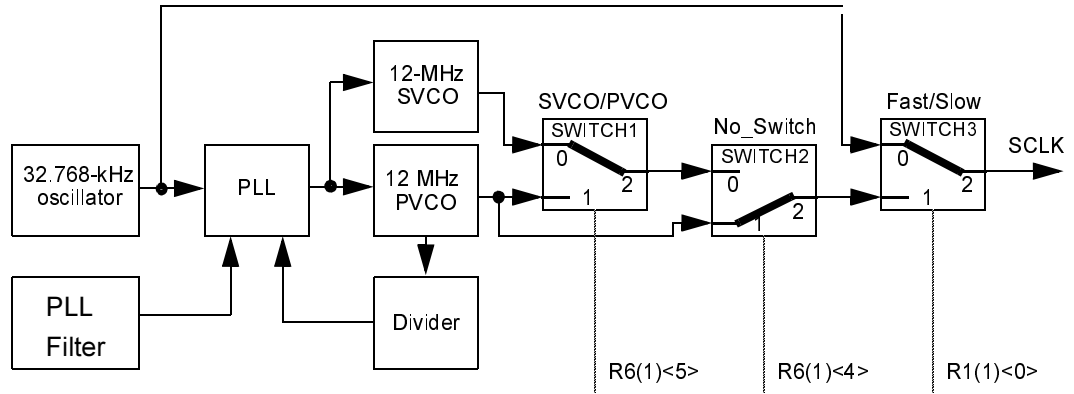 12-MHz
SVCO
SVCO/PVCO
SWITCH1
0
1
2
No_Switch
SWITCH2
0
1
2
Fast/Slow
SWITCH3
0
1
2
SCLK
32.768-kHz
oscillator
PLL
12 MHz
PVCO
PLL
Filter
Divider
R6(1)<5>
R6(1)<4>
R1(1)<0>